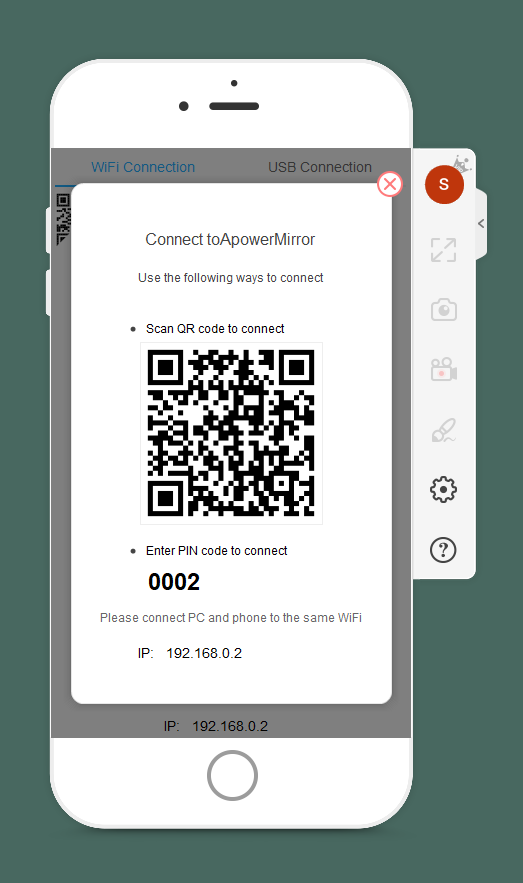 WiFi Connection USB Connection
S
Connect toApowerMirror
Use the following ways to connect
• Scan QR code to connect
• Enter PIN code to connect
0002
Please connect PC and phone to the same WiFi
IP: 192.168.0.2
IP: 192.168.0.2